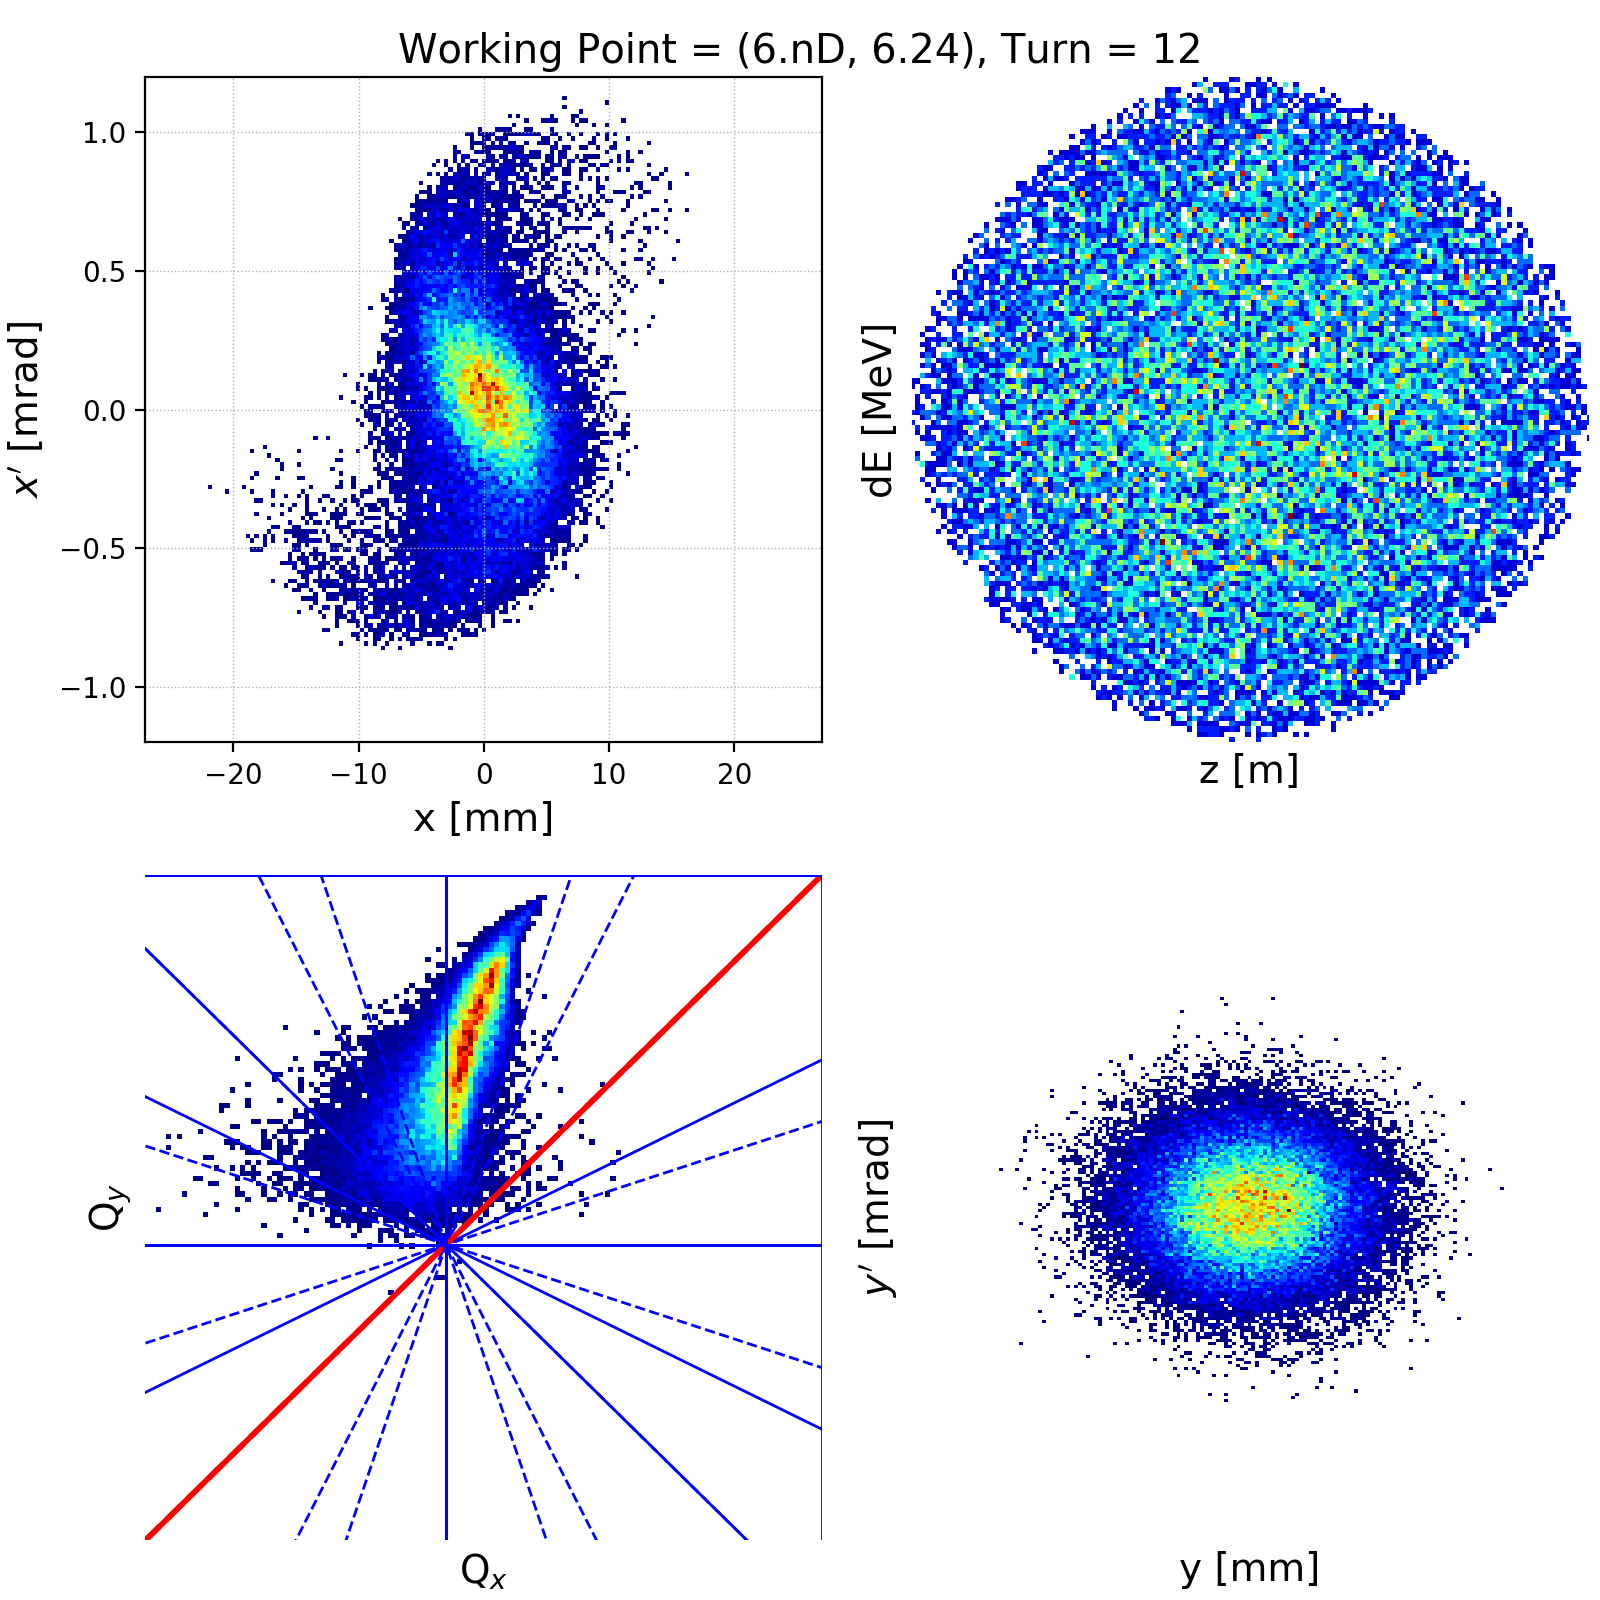 Working Point = (6.nD, 6.24), Turn = 12
1.0
0.5
0.0
−0.5
−1.0
x′ [mrad]
−20 −10 0 10 20
x [mm]
dE [MeV]
z [m]
Qy
Qx
y′ [mrad]
y [mm]